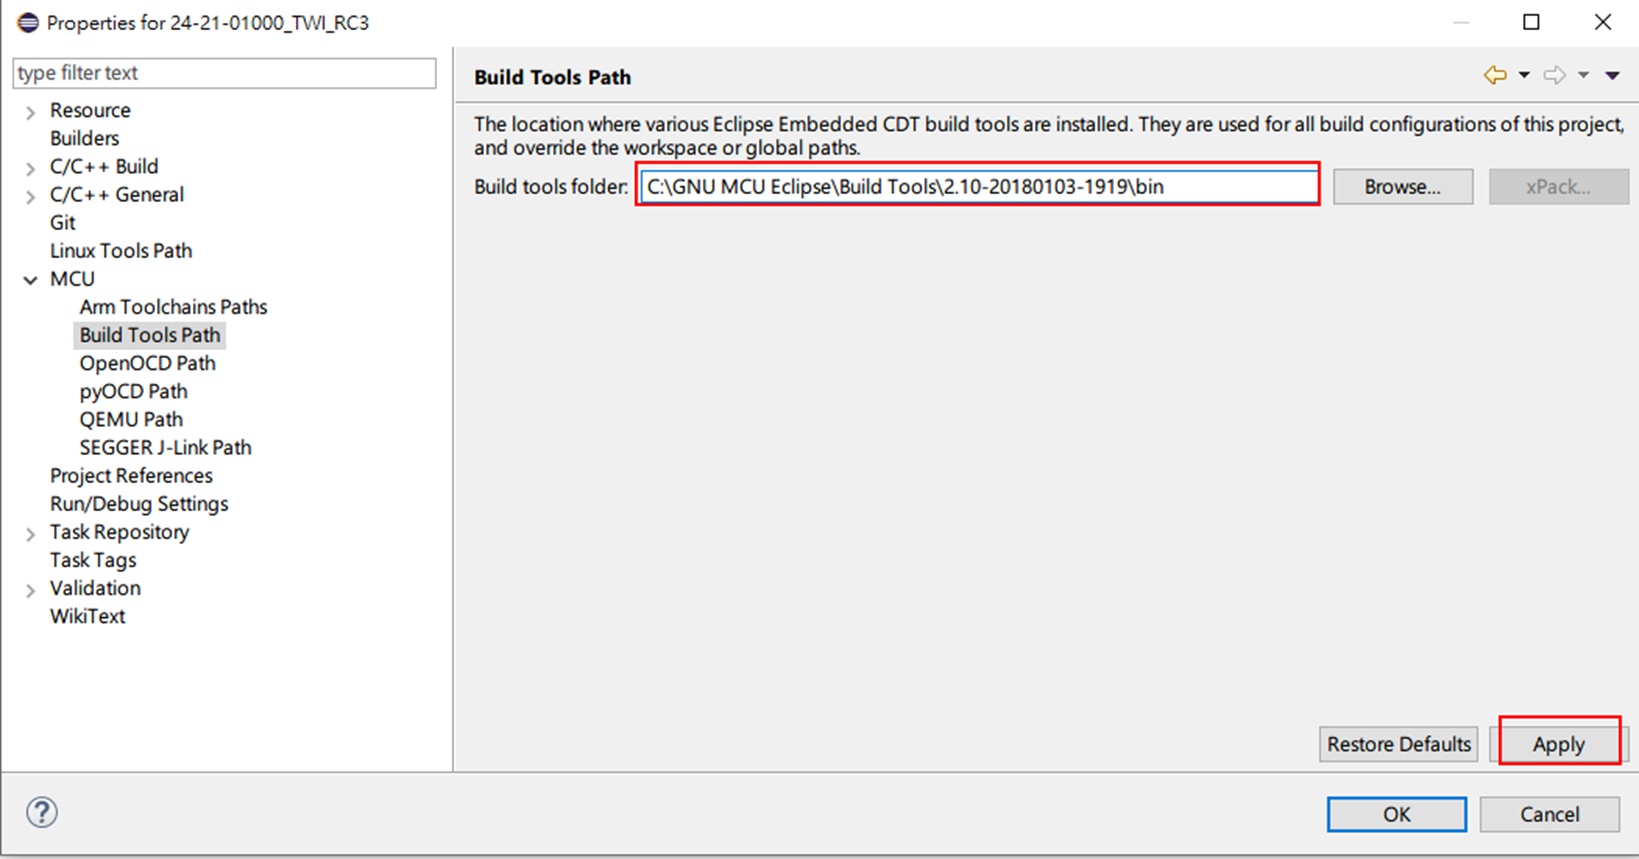 Properties for 24-21-01000_TWI_RC3
type filter text
Resource
Builders
C/C++ Build
C/C++ General
Git
Linux Tools Path
MCU
Arm Toolchains Paths
Build Tools Path
OpenOCD Path
pyOCD Path
QEMU Path
SEGGER J-Link Path
Project References
Run/Debug Settings
Task Repository
Task Tags
Validation
WikiText
Build Tools Path
The location where various Eclipse Embedded CDT build tools are installed. They are used for all build configurations of this project,
and override the workspace or global paths.
Build tools folder: C:\GNU MCU Eclipse\Build Tools\2.10-20180103-1919\bin Browse... xPack...
Restore Defaults Apply
? OK Cancel